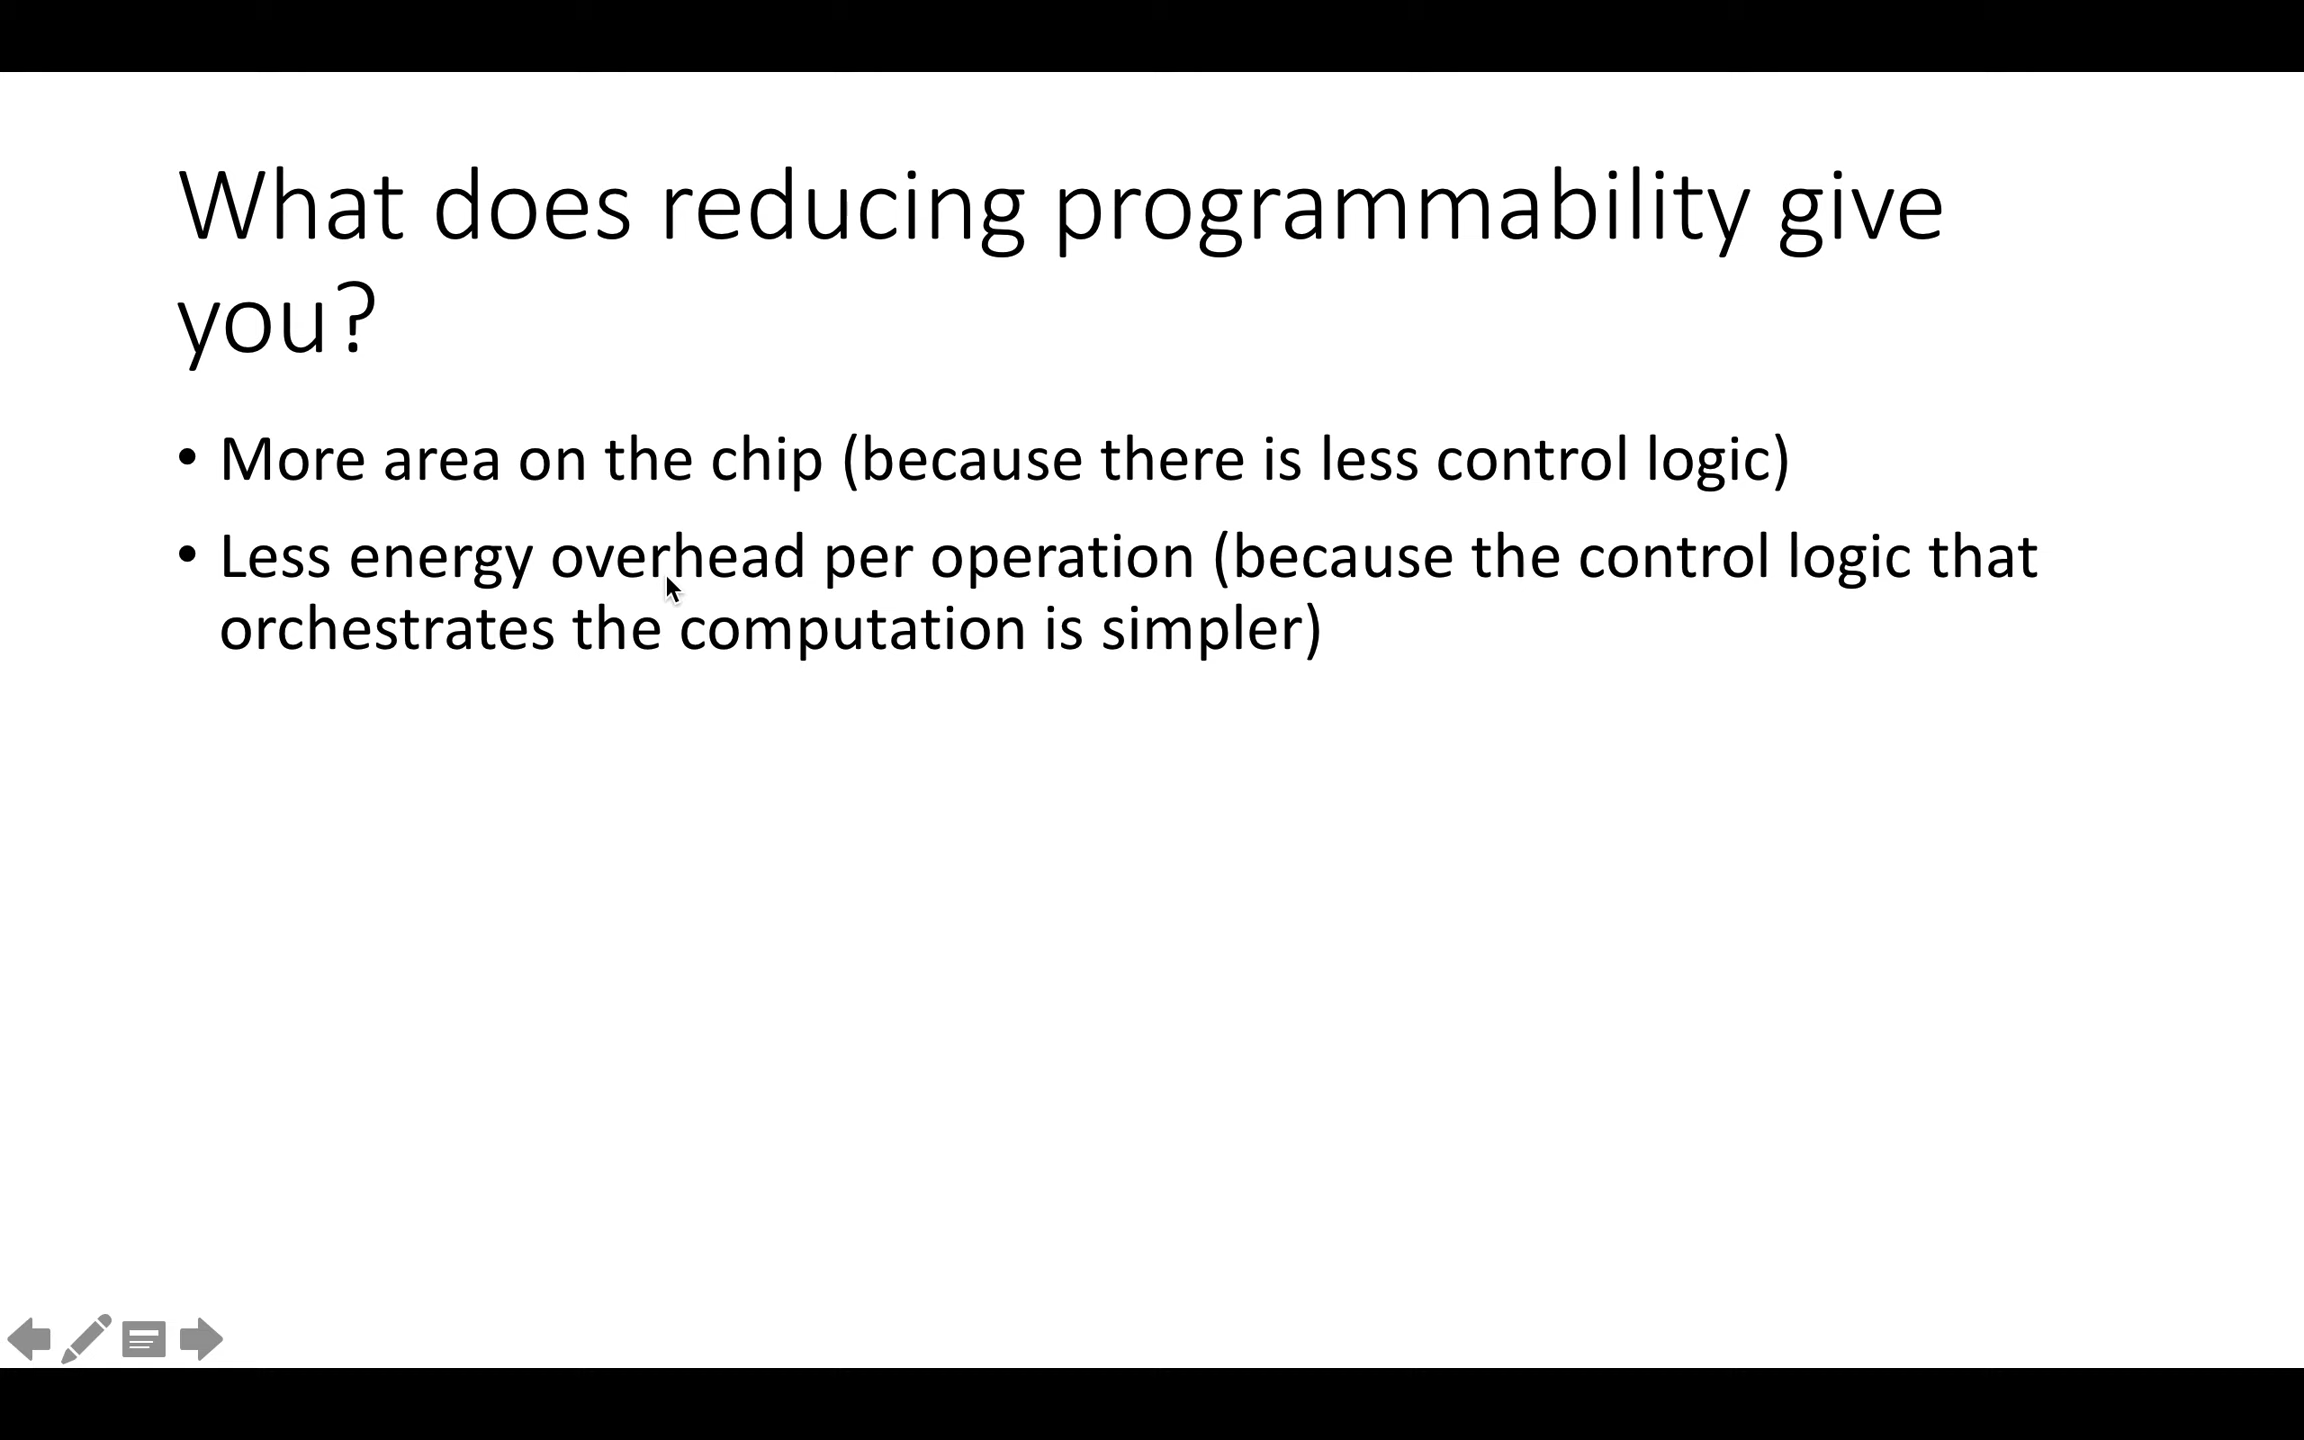 What does reducing programmability give
you?
• More area on the chip (because there is less control logic)
• Less energy overhead per operation (because the control logic that
orchestrates the computation is simpler)